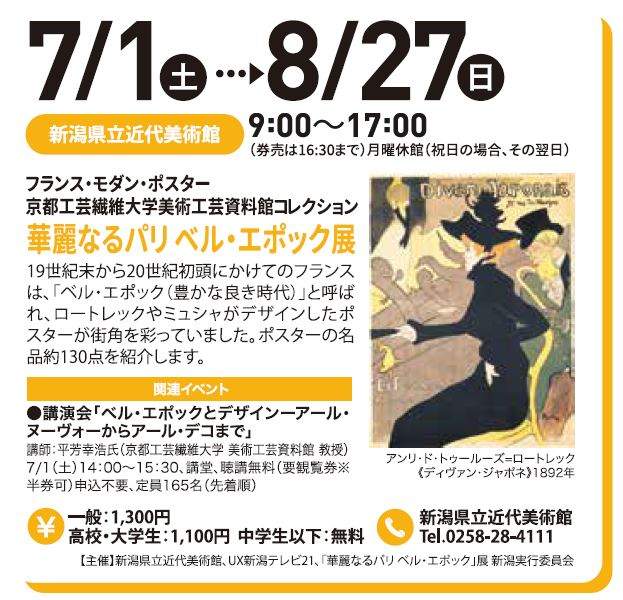 7/1土…▶8/27日
新潟県立近代美術館
9:00～17:00
（券売は16:30まで）月曜休館（祝日の場合、その翌日）
フランス・モダン・ポスター
京都工芸繊維大学美術工芸資料館コレクション
華麗なるパリ ベル・エポック展
19世紀末から20世紀初頭にかけてのフランス
は、「ベル・エポック（豊かな良き時代）」と呼ば
れ、ロートレックやミュシャがデザインしたポ
スターが街角を彩っていました。ポスターの名
品約130点を紹介します。
関連イベント
●講演会「ベル・エポックとデザインーアール・
ヌーヴォーからアール・デコまで」
講師：平芳幸浩氏（京都工芸繊維大学 美術工芸資料館 教授）
7/1（土）14:00～15:30、講堂、聴講無料（要観覧券※
半券可）申込不要、定員165名（先着順）
Divan Japonais
アンリ・ド・トゥールーズ=ロートレック
《ディヴァン・ジャポネ》1892年
¥
一般：1,300円
高校・大学生：1,100円 中学生以下：無料
新潟県立近代美術館
Tel.0258-28-4111
【主催】新潟県立近代美術館、UX新潟テレビ21、「華麗なるパリ ベル・エポック」展 新潟実行委員会